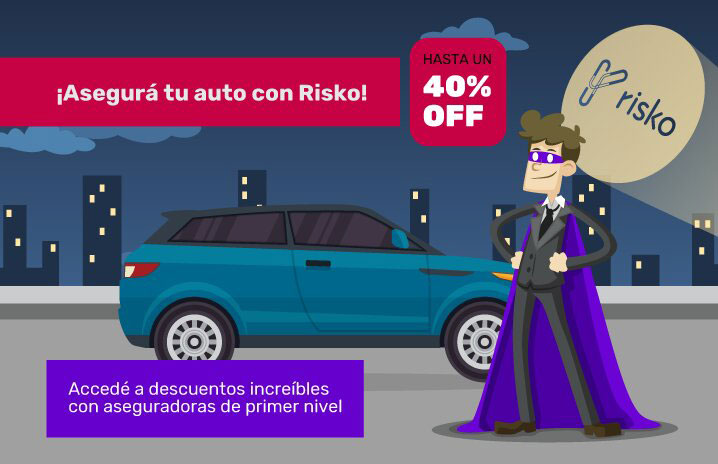 ¡Asegurá tu auto con Risko!
HASTA UN
40%
OFF
risko
Accedé a descuentos increíbles
con aseguradoras de primer nivel